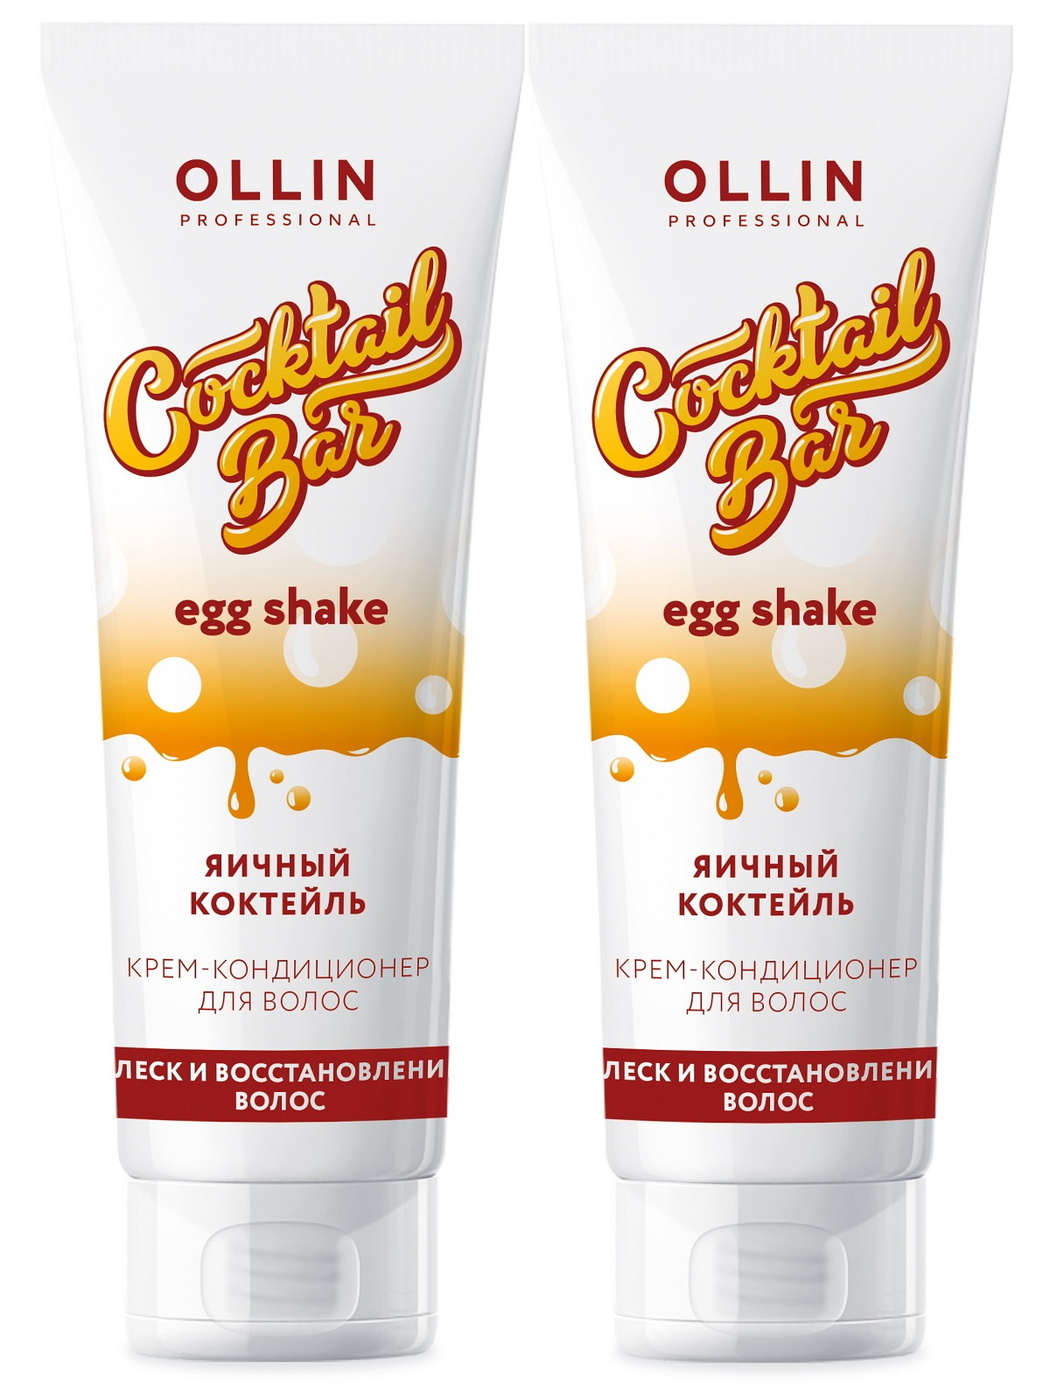 OLLIN
PROFESSIONAL
Cocktail
Bar
egg shake
ЯИЧНЫЙ
КОКТЕЙЛЬ
КРЕМ-КОНДИЦИОНЕР
ДЛЯ ВОЛОС
ЛЕСК И ВОССТАНОВЛЕНИ
ВОЛОС
OLLIN
PROFESSIONAL
Cocktail
Bar
egg shake
ЯИЧНЫЙ
КОКТЕЙЛЬ
КРЕМ-КОНДИЦИОНЕР
ДЛЯ ВОЛОС
ЛЕСК И ВОССТАНОВЛЕНИ
ВОЛОС